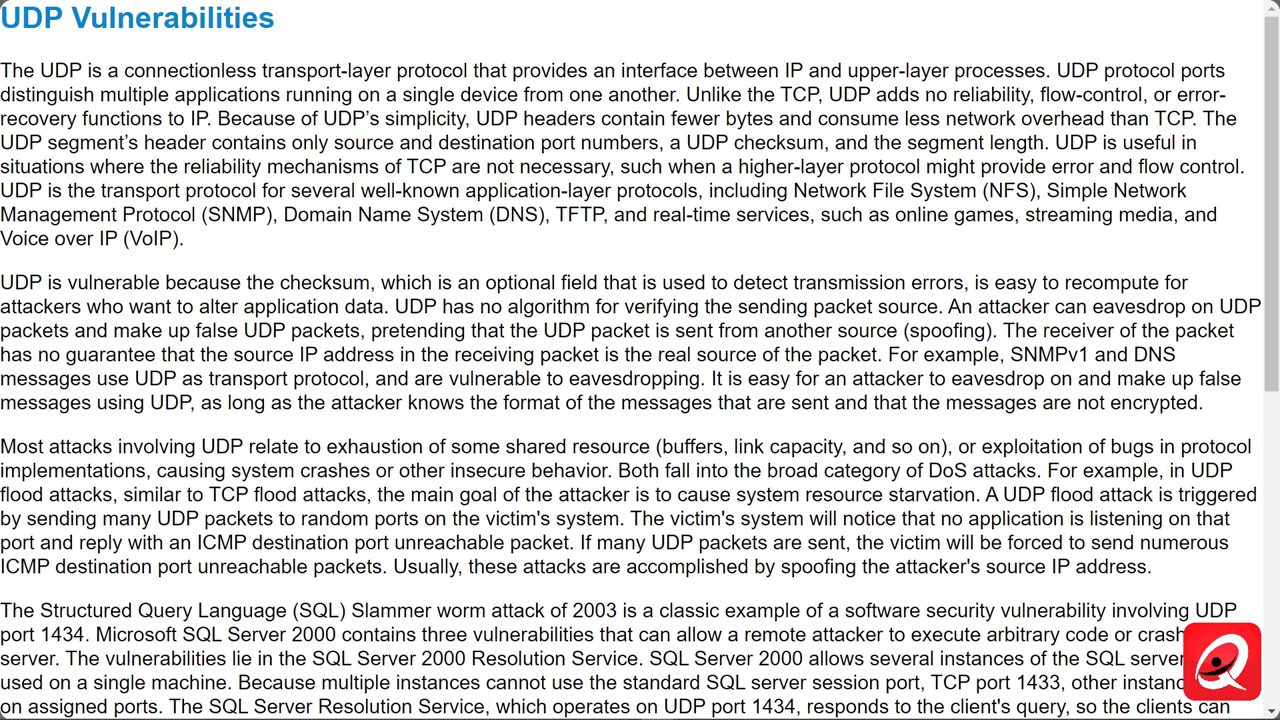 UDP Vulnerabilities
The UDP is a connectionless transport-layer protocol that provides an interface between IP and upper-layer processes. UDP protocol ports
distinguish multiple applications running on a single device from one another. Unlike the TCP, UDP adds no reliability, flow-control, or error-
recovery functions to IP. Because of UDP’s simplicity, UDP headers contain fewer bytes and consume less network overhead than TCP. The
UDP segment’s header contains only source and destination port numbers, a UDP checksum, and the segment length. UDP is useful in
situations where the reliability mechanisms of TCP are not necessary, such when a higher-layer protocol might provide error and flow control.
UDP is the transport protocol for several well-known application-layer protocols, including Network File System (NFS), Simple Network
Management Protocol (SNMP), Domain Name System (DNS), TFTP, and real-time services, such as online games, streaming media, and
Voice over IP (VoIP).
UDP is vulnerable because the checksum, which is an optional field that is used to detect transmission errors, is easy to recompute for
attackers who want to alter application data. UDP has no algorithm for verifying the sending packet source. An attacker can eavesdrop on UDP
packets and make up false UDP packets, pretending that the UDP packet is sent from another source (spoofing). The receiver of the packet
has no guarantee that the source IP address in the receiving packet is the real source of the packet. For example, SNMPv1 and DNS
messages use UDP as transport protocol, and are vulnerable to eavesdropping. It is easy for an attacker to eavesdrop on and make up false
messages using UDP, as long as the attacker knows the format of the messages that are sent and that the messages are not encrypted.
Most attacks involving UDP relate to exhaustion of some shared resource (buffers, link capacity, and so on), or exploitation of bugs in protocol
implementations, causing system crashes or other insecure behavior. Both fall into the broad category of DoS attacks. For example, in UDP
flood attacks, similar to TCP flood attacks, the main goal of the attacker is to cause system resource starvation. A UDP flood attack is triggered
by sending many UDP packets to random ports on the victim's system. The victim's system will notice that no application is listening on that
port and reply with an ICMP destination port unreachable packet. If many UDP packets are sent, the victim will be forced to send numerous
ICMP destination port unreachable packets. Usually, these attacks are accomplished by spoofing the attacker's source IP address.
The Structured Query Language (SQL) Slammer worm attack of 2003 is a classic example of a software security vulnerability involving UDP
port 1434. Microsoft SQL Server 2000 contains three vulnerabilities that can allow a remote attacker to execute arbitrary code or crash
server. The vulnerabilities lie in the SQL Server 2000 Resolution Service. SQL Server 2000 allows several instances of the SQL server
used on a single machine. Because multiple instances cannot use the standard SQL server session port, TCP port 1433, other
on assigned ports. The SQL Server Resolution Service, which operates on UDP port 1434, responds to the client's query, so the clients can